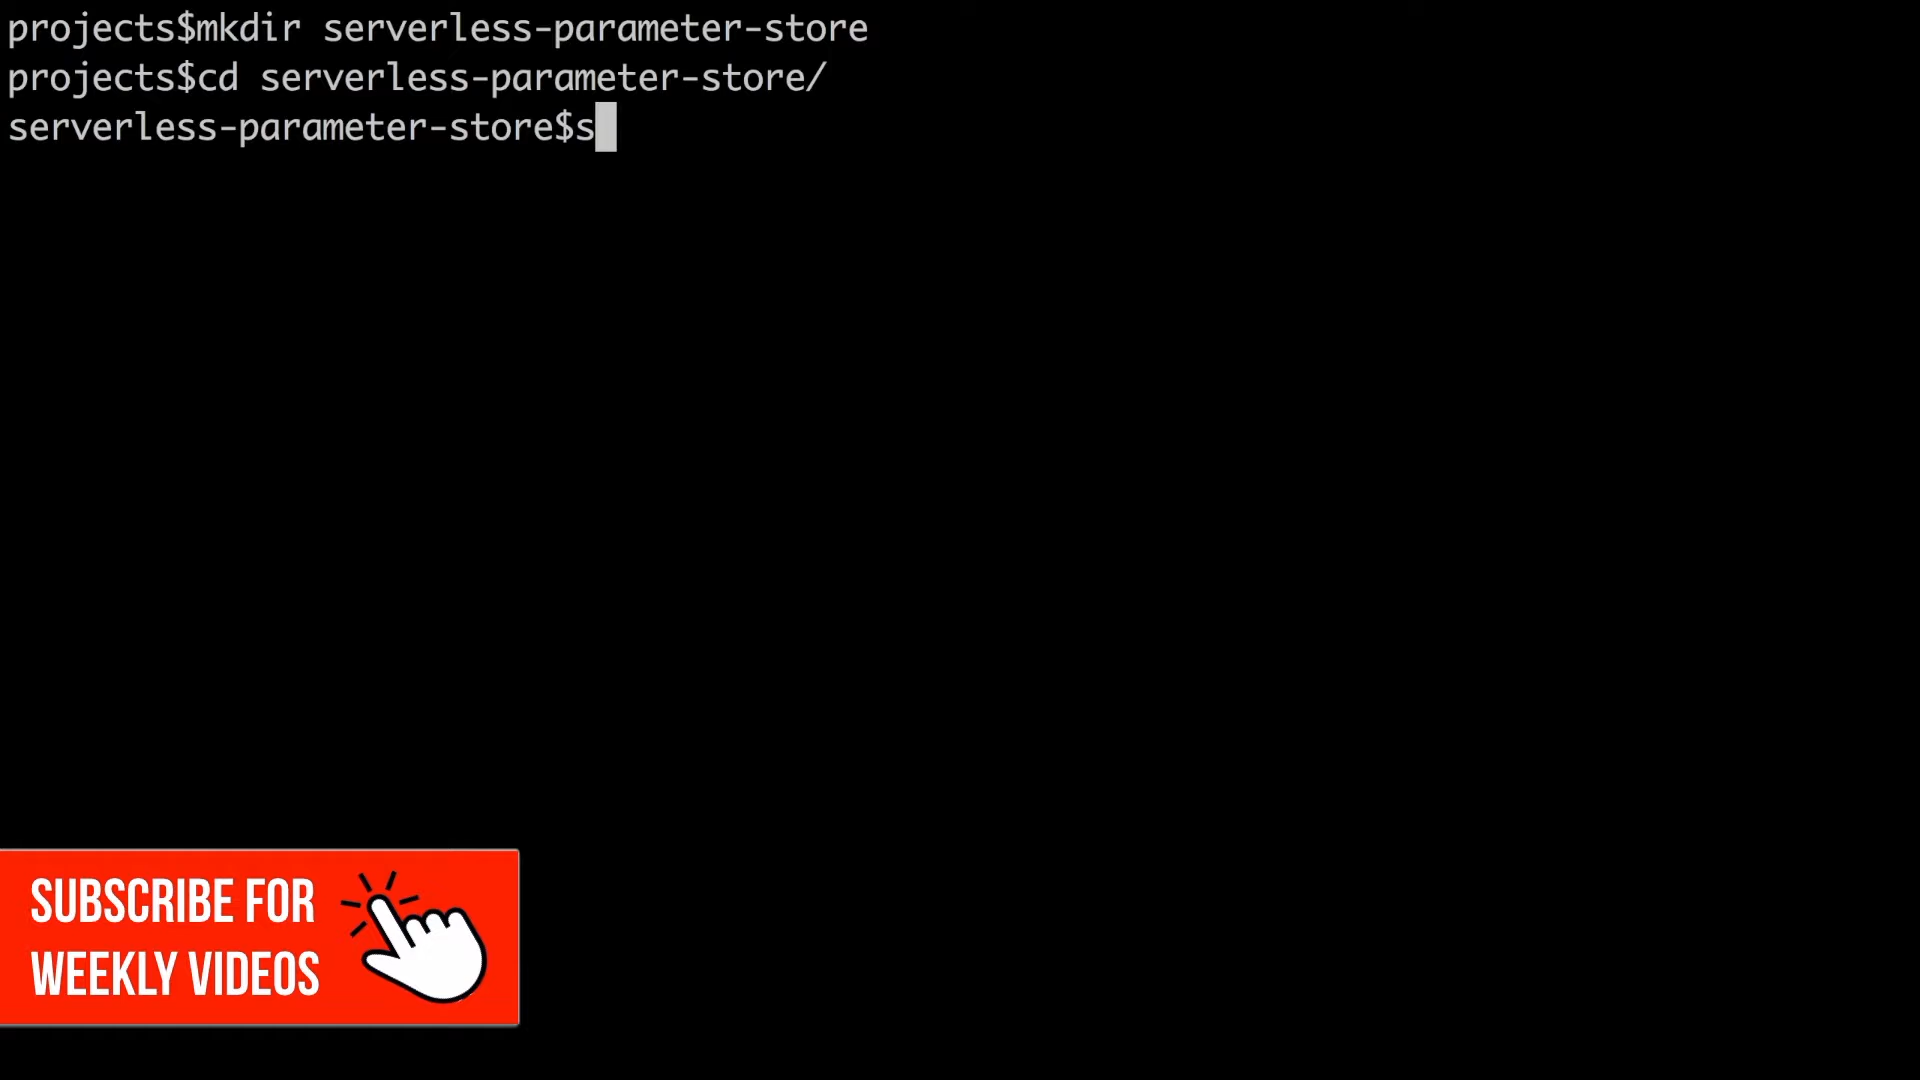 projects$mkdir serverless-parameter-store
projects$cd serverless-parameter-store/
serverless-parameter-store$s
SUBSCRIBE FOR
WEEKLY VIDEOS